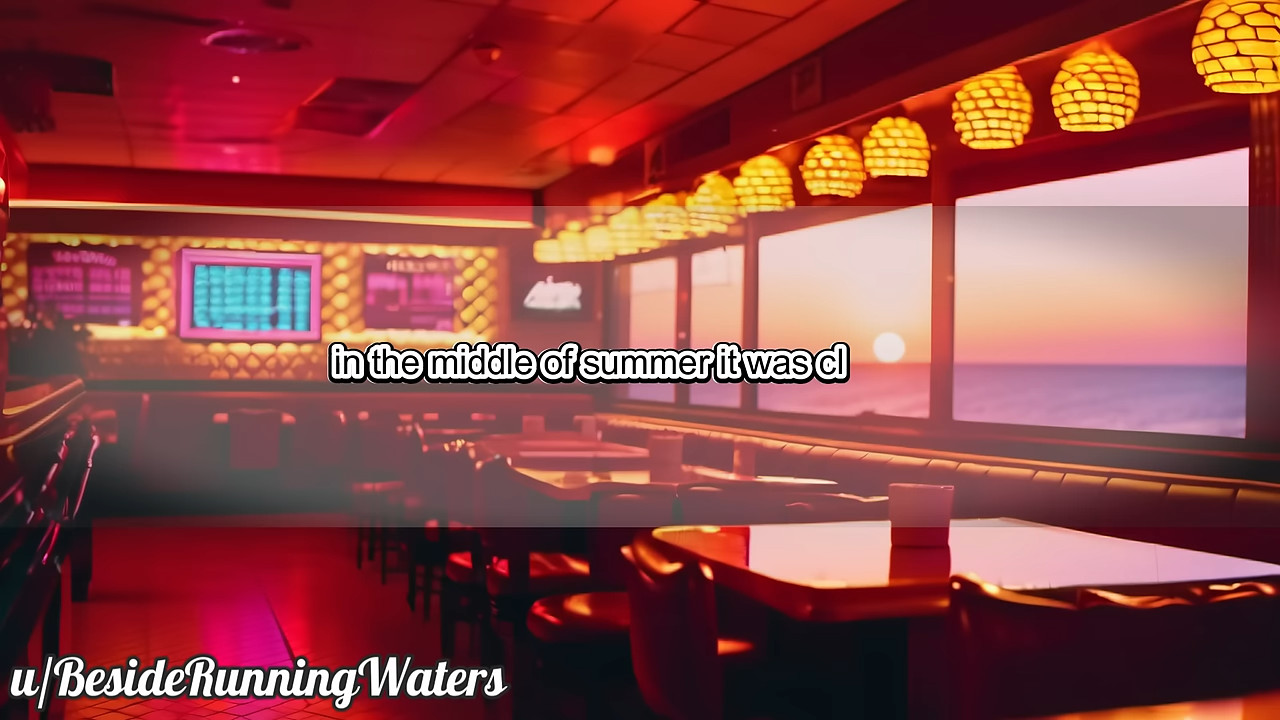 in the middle of summer it was cl
u/BesideRunningWaters